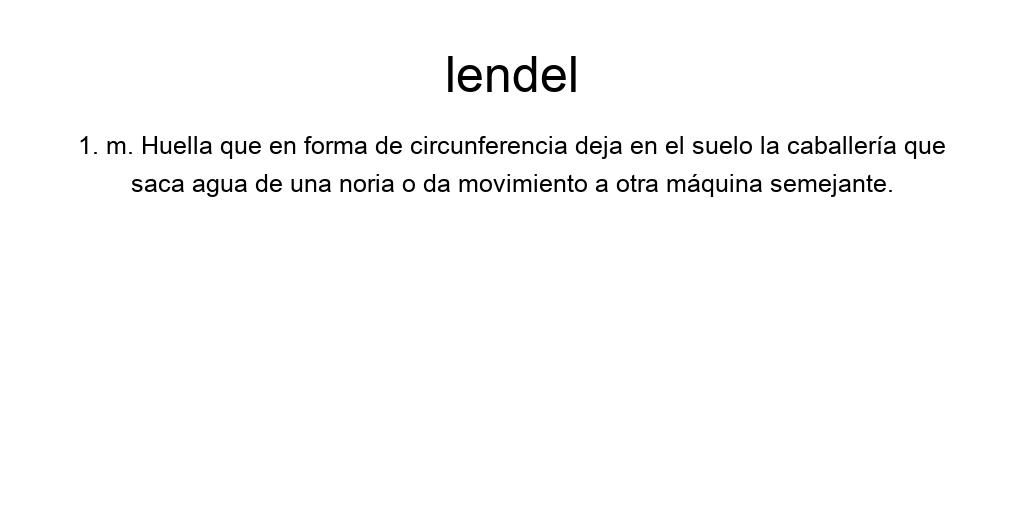 lendel
1. m. Huella que en forma de circunferencia deja en el suelo la caballería que
saca agua de una noria o da movimiento a otra máquina semejante.